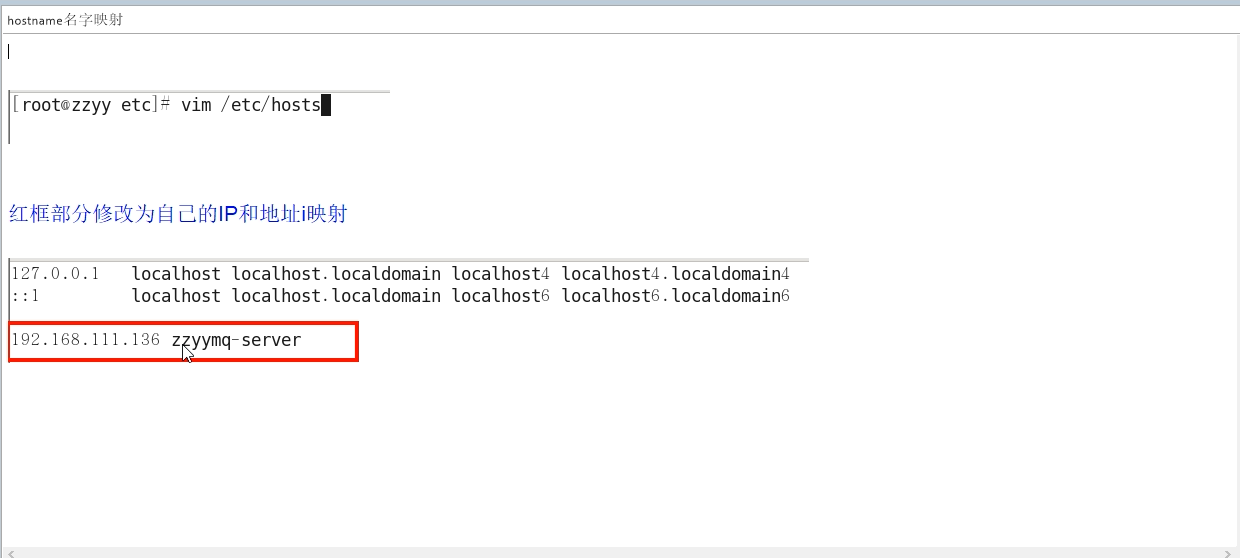 hostname名字映射
[root@zzyy etc]# vim /etc/hosts
红框部分修改为自己的IP和地址i映射
127.0.0.1   localhost localhost.localdomain localhost4 localhost4.localdomain4
::1         localhost localhost.localdomain localhost6 localhost6.localdomain6
192.168.111.136 zzyymq-server